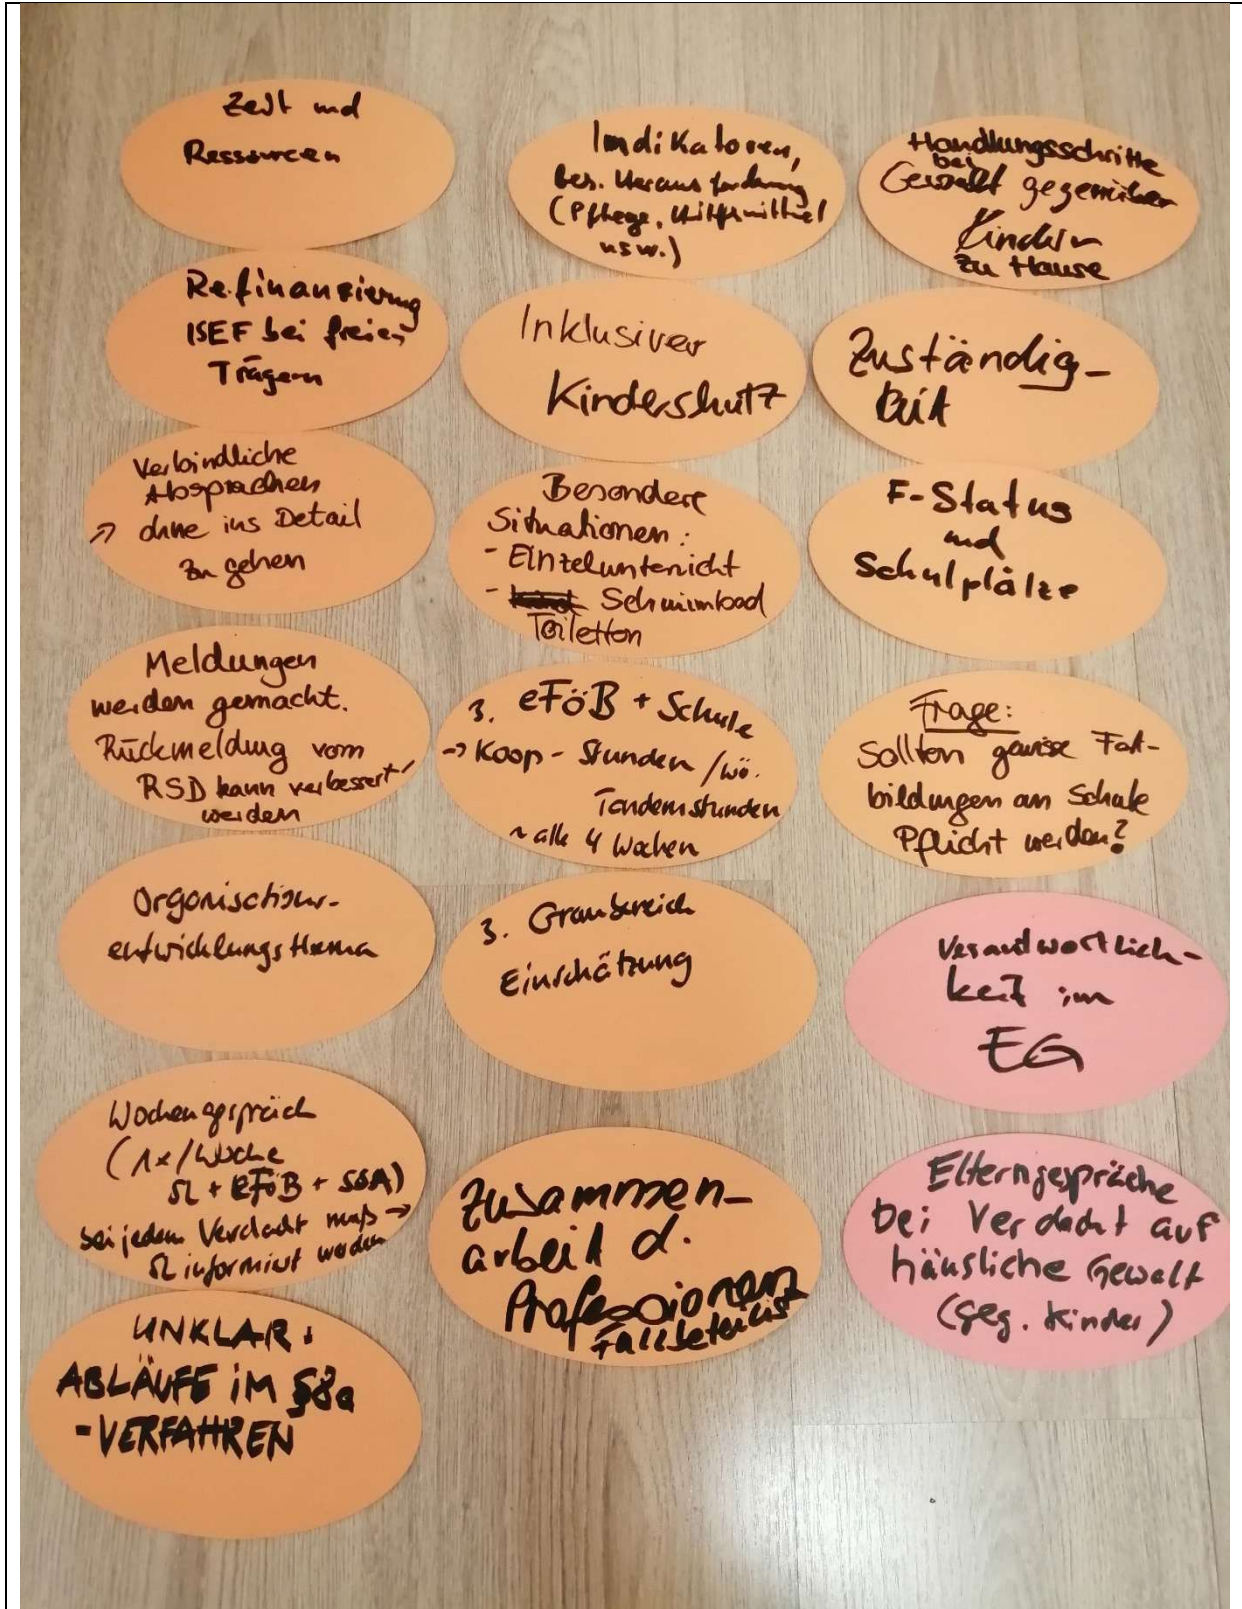 Zeit und
Ressourcen
Refinanzierung
ISEF bei freien
Trägern
Verbindliche
Absprachen
→ ohne ins Detail
zu gehen
Meldungen
werden gemacht.
Rückmeldung vom
RSD kann verbessert
werden
Organisations-
entwicklungsthema
Wochengespräch
(1x/Woche
SL + eFöB + SSA)
bei jedem Verdacht muß →
SL informiert werden
UNKLAR:
ABLÄUFE IM §8a
-VERFAHREN
Indikatoren,
bes. Herausforderung
(Pflege, Hilfsmittel
usw.)
Inklusiver
Kinderschutz
Besondere
Situationen:
- Einzelunterricht
- Schwimmbad
Toiletten
3. eFöB + Schule
→ Koop-Stunden /wö.
Tandemstunden
~ alle 4 Wochen
3. Graubereich
Einschätzung
Zusammen-
arbeit d.
Professionen
Fallbeteiligt
Handlungsschritte
bei
Gewalt gegenüber
Kindern
zu Hause
Zuständig-
keit
F-Status
und
Schulplätze
Frage:
Sollten gewisse Fort-
bildungen an Schule
Pflicht werden?
Verantwortlich-
keit im
EG
Elterngespräche
bei Verdacht auf
häusliche Gewalt
(geg. Kinder)